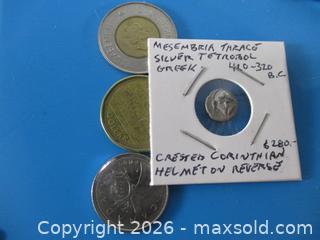 MESEMBRIA THRACE
SILVER TETROBOL
GREEK 420-320
B.C
$280.-
CRESTED CORINTHIAN
HELMET ON REVERSE
Copyright 2026 - maxsold.com